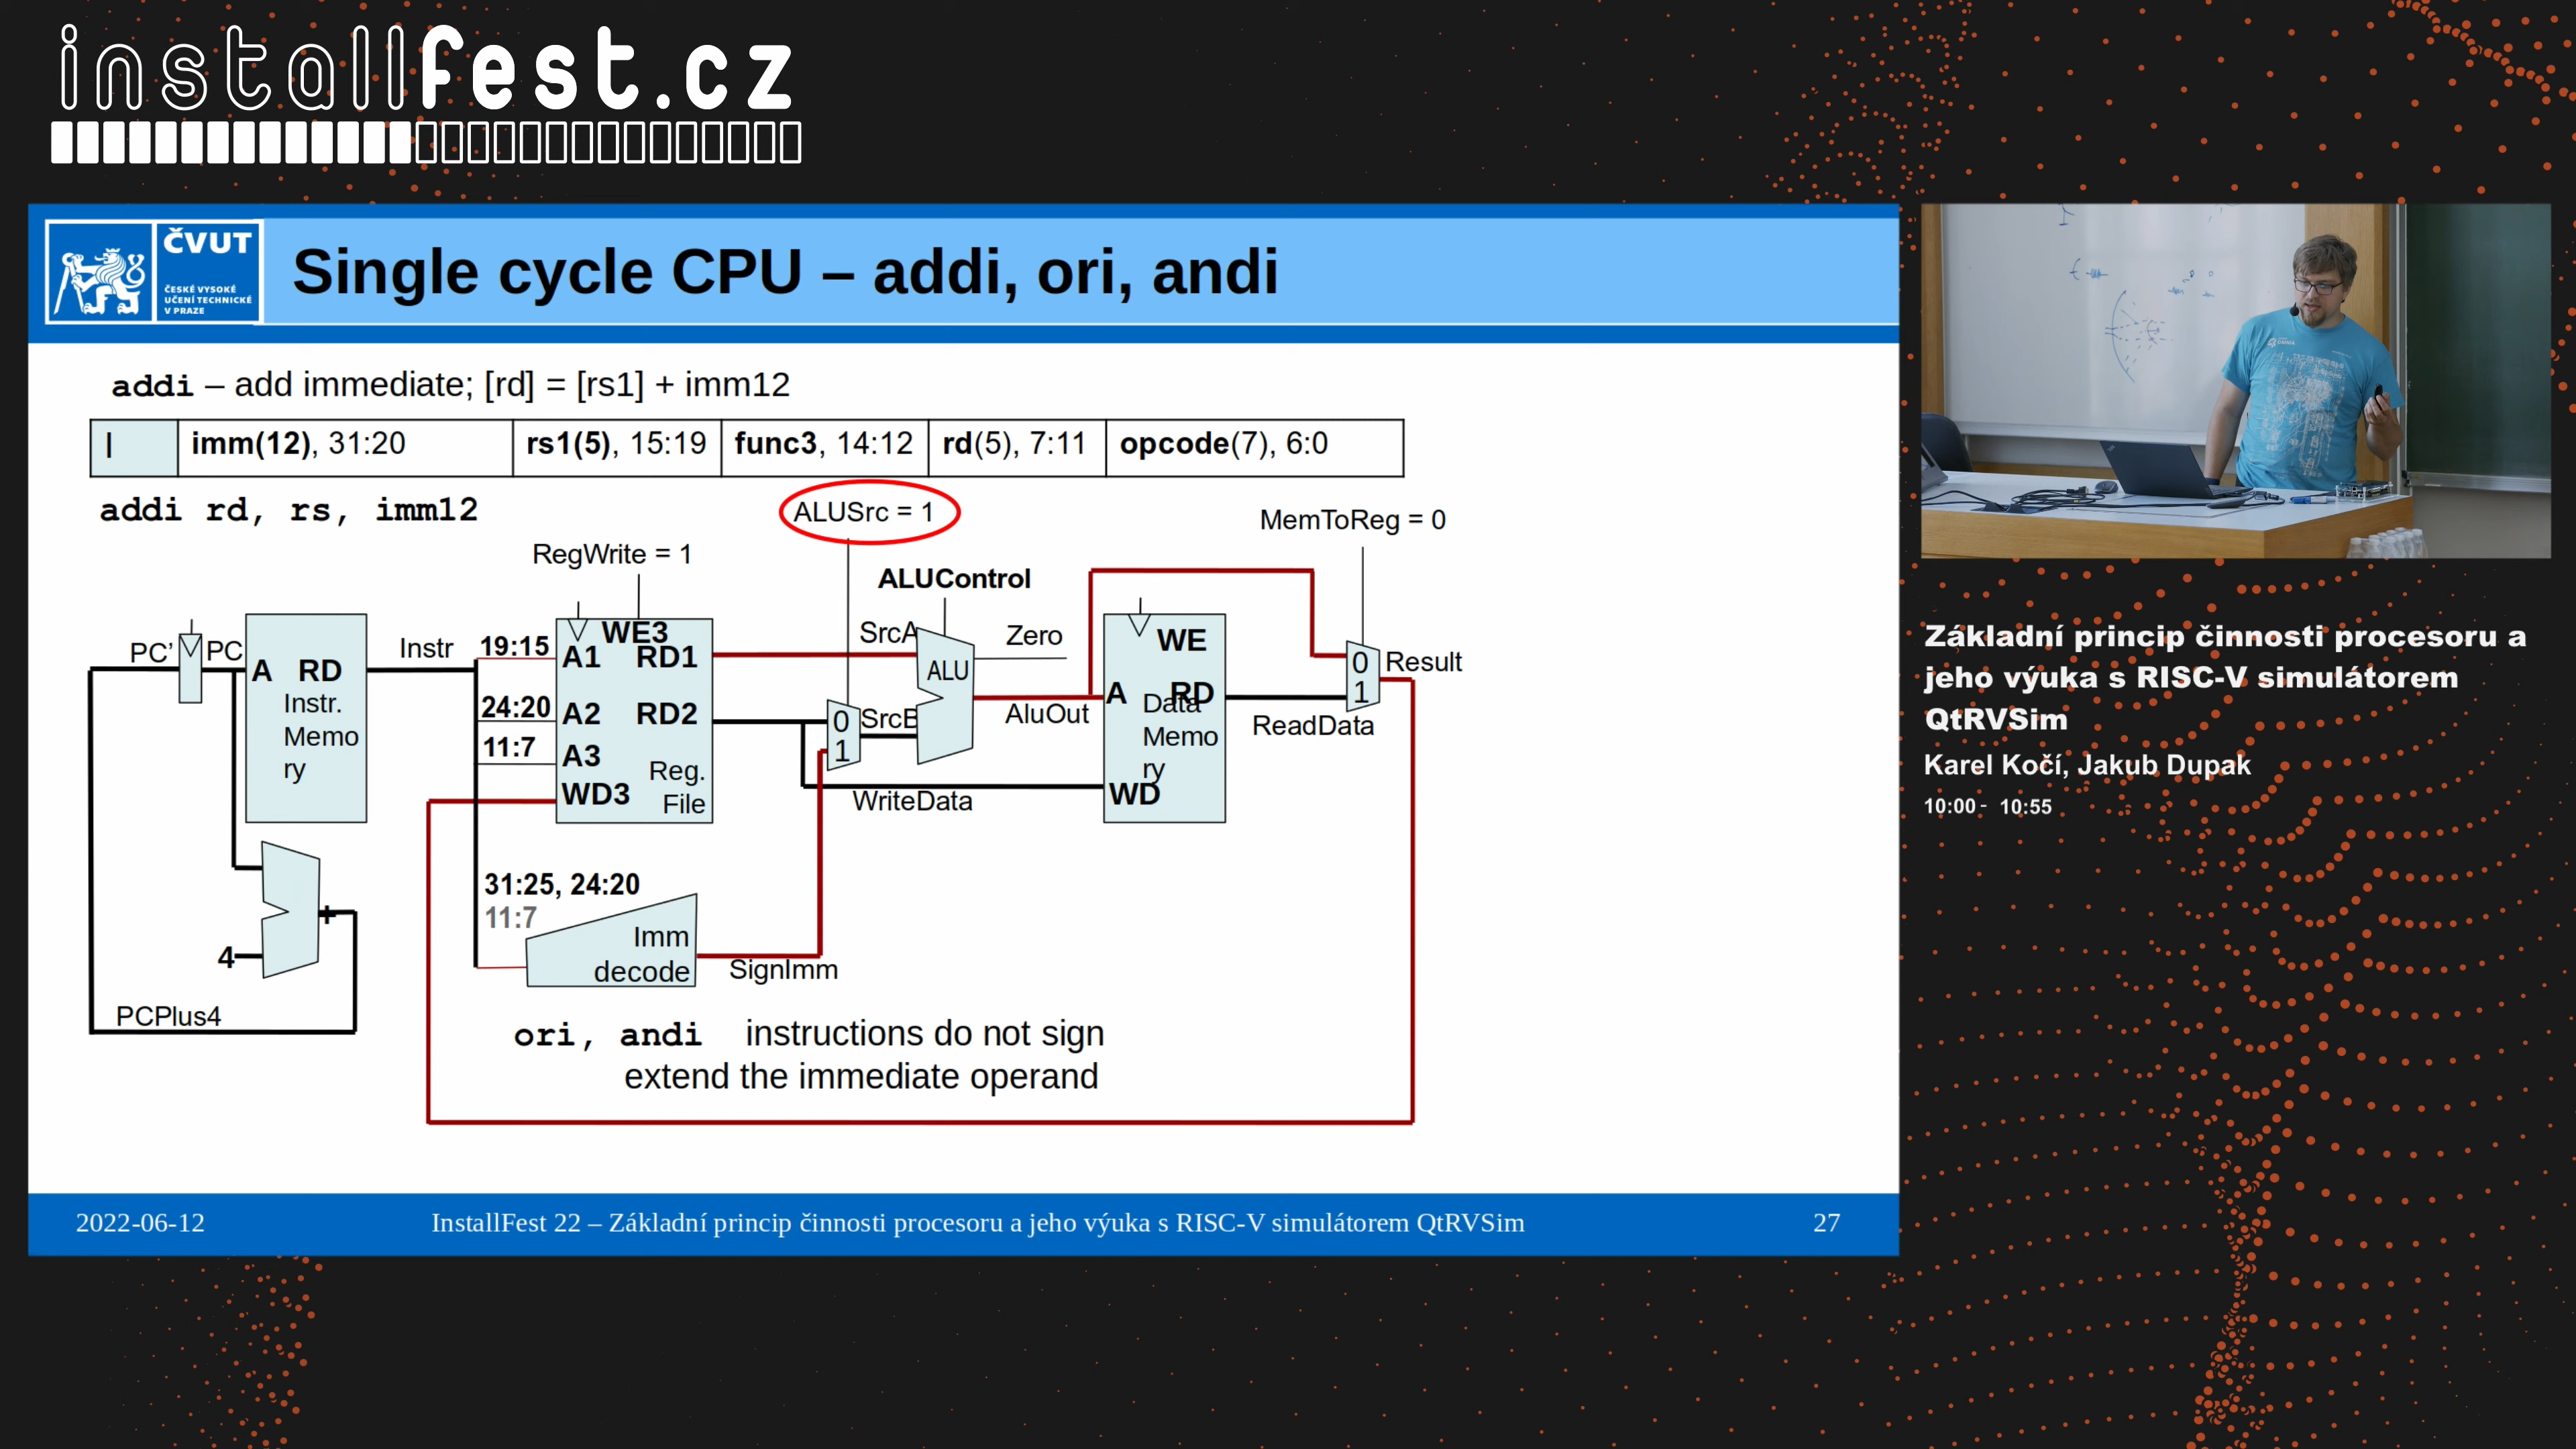 installfest.cz
ČVUT
ČESKÉ VYSOKÉ
UČENÍ TECHNICKÉ
V PRAZE
Single cycle CPU – addi, ori, andi
addi – add immediate; [rd] = [rs1] + imm12
I imm(12), 31:20 rs1(5), 15:19 func3, 14:12 rd(5), 7:11 opcode(7), 6:0
addi rd, rs, imm12
ALUSrc = 1
MemToReg = 0
RegWrite = 1
ALUControl
PC’ PC
A RD
Instr.
Memo
ry
Instr
19:15
24:20
11:7
WE3
A1 RD1
A2 RD2
A3
WD3
Reg.
File
SrcA
0
1
SrcB
ALU
Zero
AluOut
WriteData
WE
A RD
Data
Memo
ry
WD
ReadData
0
1
Result
4
+
PCPlus4
31:25, 24:20
11:7
Imm
decode
SignImm
ori, andi instructions do not sign
extend the immediate operand
2022-06-12 InstallFest 22 – Základní princip činnosti procesoru a jeho výuka s RISC-V simulátorem QtRVSim 27
Základní princip činnosti procesoru a
jeho výuka s RISC-V simulátorem
QtRVSim
Karel Kočí, Jakub Dupak
10:00 - 10:55